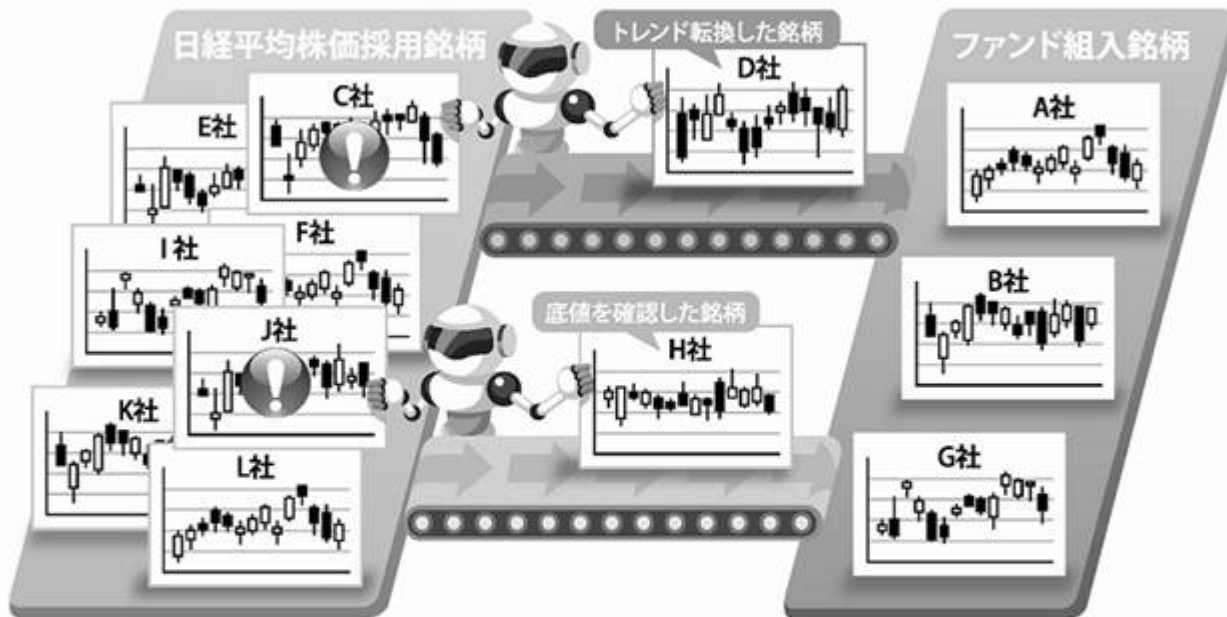 日経平均株価採用銘柄
トレンド転換した銘柄
ファンド組入銘柄
C社
D社
A社
E社
I社
F社
B社
底値を確認した銘柄
J社
H社
K社
L社
G社